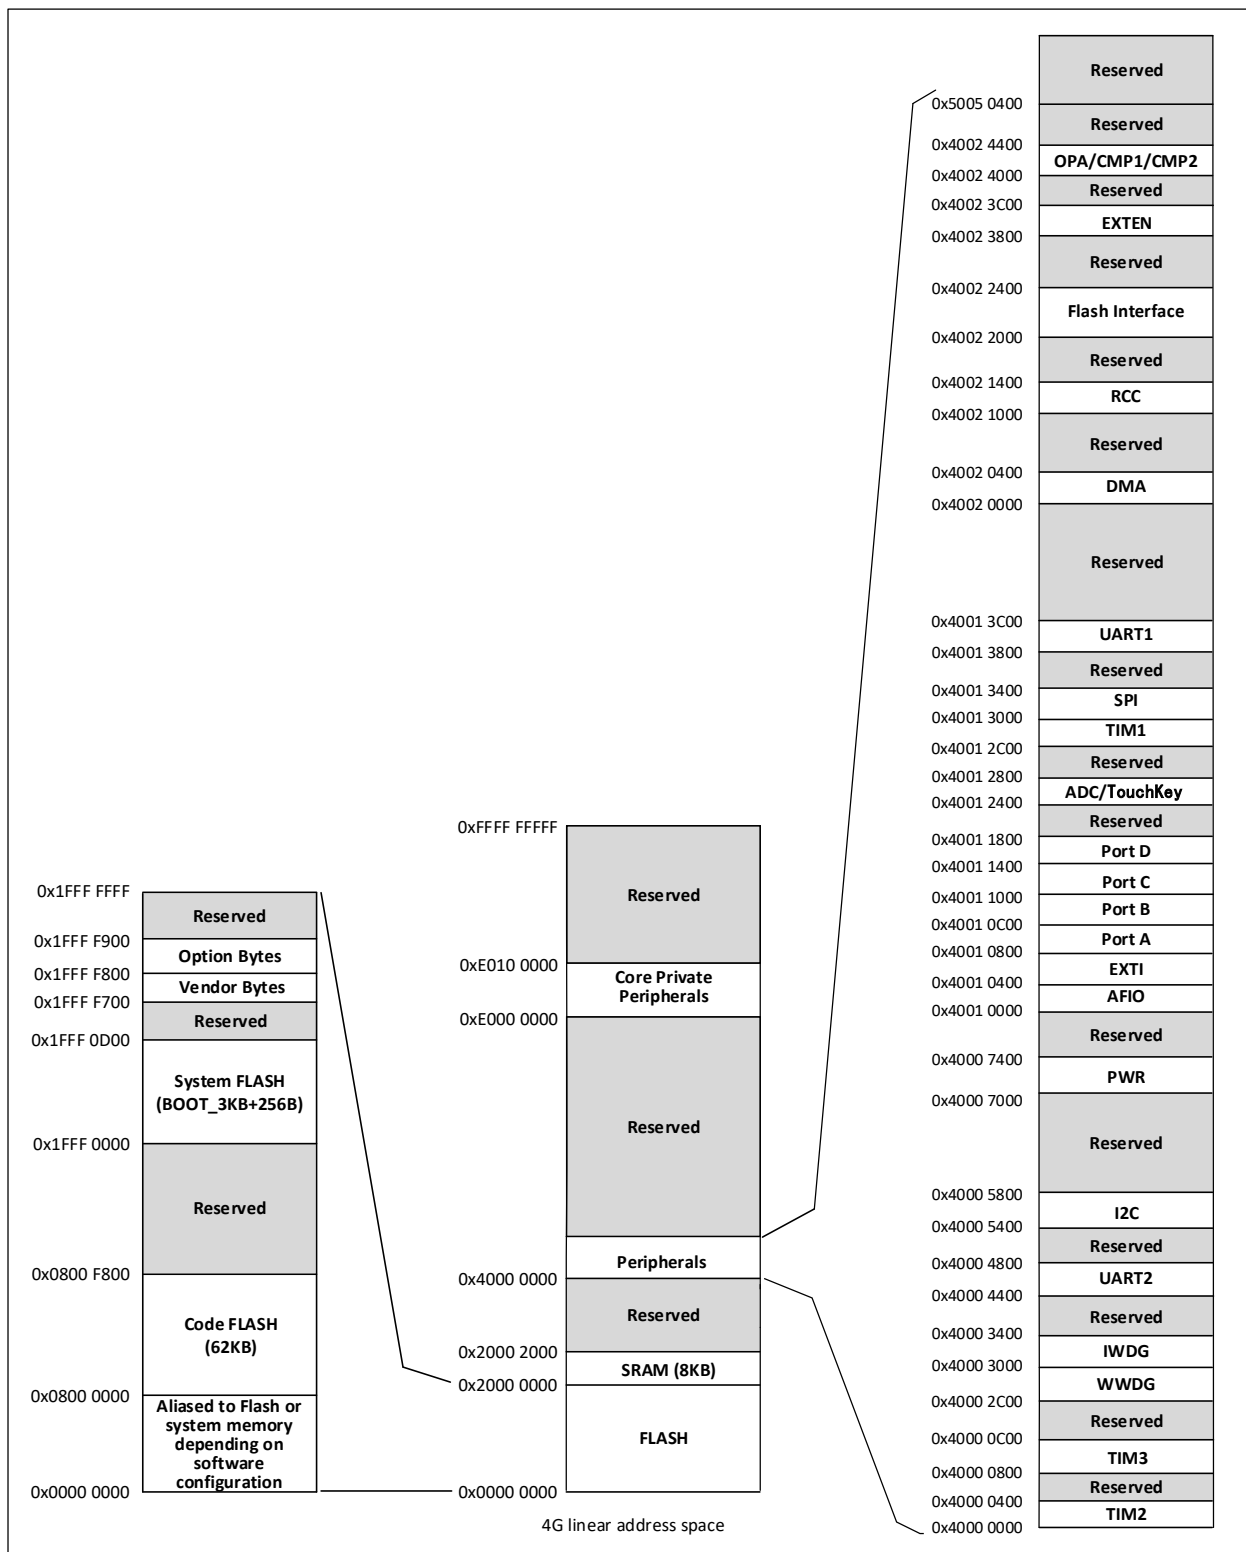 0x1FFF FFFF
Reserved
0x1FFF F900
Option Bytes
0x1FFF F800
Vendor Bytes
0x1FFF F700
Reserved
0x1FFF 0D00
System FLASH
(BOOT_3KB+256B)
0x1FFF 0000
Reserved
0x0800 F800
Code FLASH
(62KB)
0x0800 0000
Aliased to Flash or
system memory
depending on
software
configuration
0x0000 0000
0xFFFF FFFFF
Reserved
0xE010 0000
Core Private
Peripherals
0xE000 0000
Reserved
Peripherals
0x4000 0000
Reserved
0x2000 2000
SRAM (8KB)
0x2000 0000
FLASH
0x0000 0000
4G linear address space
Reserved
0x5005 0400
Reserved
0x4002 4400
OPA/CMP1/CMP2
0x4002 4000
Reserved
0x4002 3C00
EXTEN
0x4002 3800
Reserved
0x4002 2400
Flash Interface
0x4002 2000
Reserved
0x4002 1400
RCC
0x4002 1000
Reserved
0x4002 0400
DMA
0x4002 0000
Reserved
0x4001 3C00
UART1
0x4001 3800
Reserved
0x4001 3400
SPI
0x4001 3000
TIM1
0x4001 2C00
Reserved
0x4001 2800
ADC/TouchKey
0x4001 2400
Reserved
0x4001 1800
Port D
0x4001 1400
Port C
0x4001 1000
Port B
0x4001 0C00
Port A
0x4001 0800
EXTI
0x4001 0400
AFIO
0x4001 0000
Reserved
0x4000 7400
PWR
0x4000 7000
Reserved
0x4000 5800
I2C
0x4000 5400
Reserved
0x4000 4800
UART2
0x4000 4400
Reserved
0x4000 3400
IWDG
0x4000 3000
WWDG
0x4000 2C00
Reserved
0x4000 0C00
TIM3
0x4000 0800
Reserved
0x4000 0400
TIM2
0x4000 0000